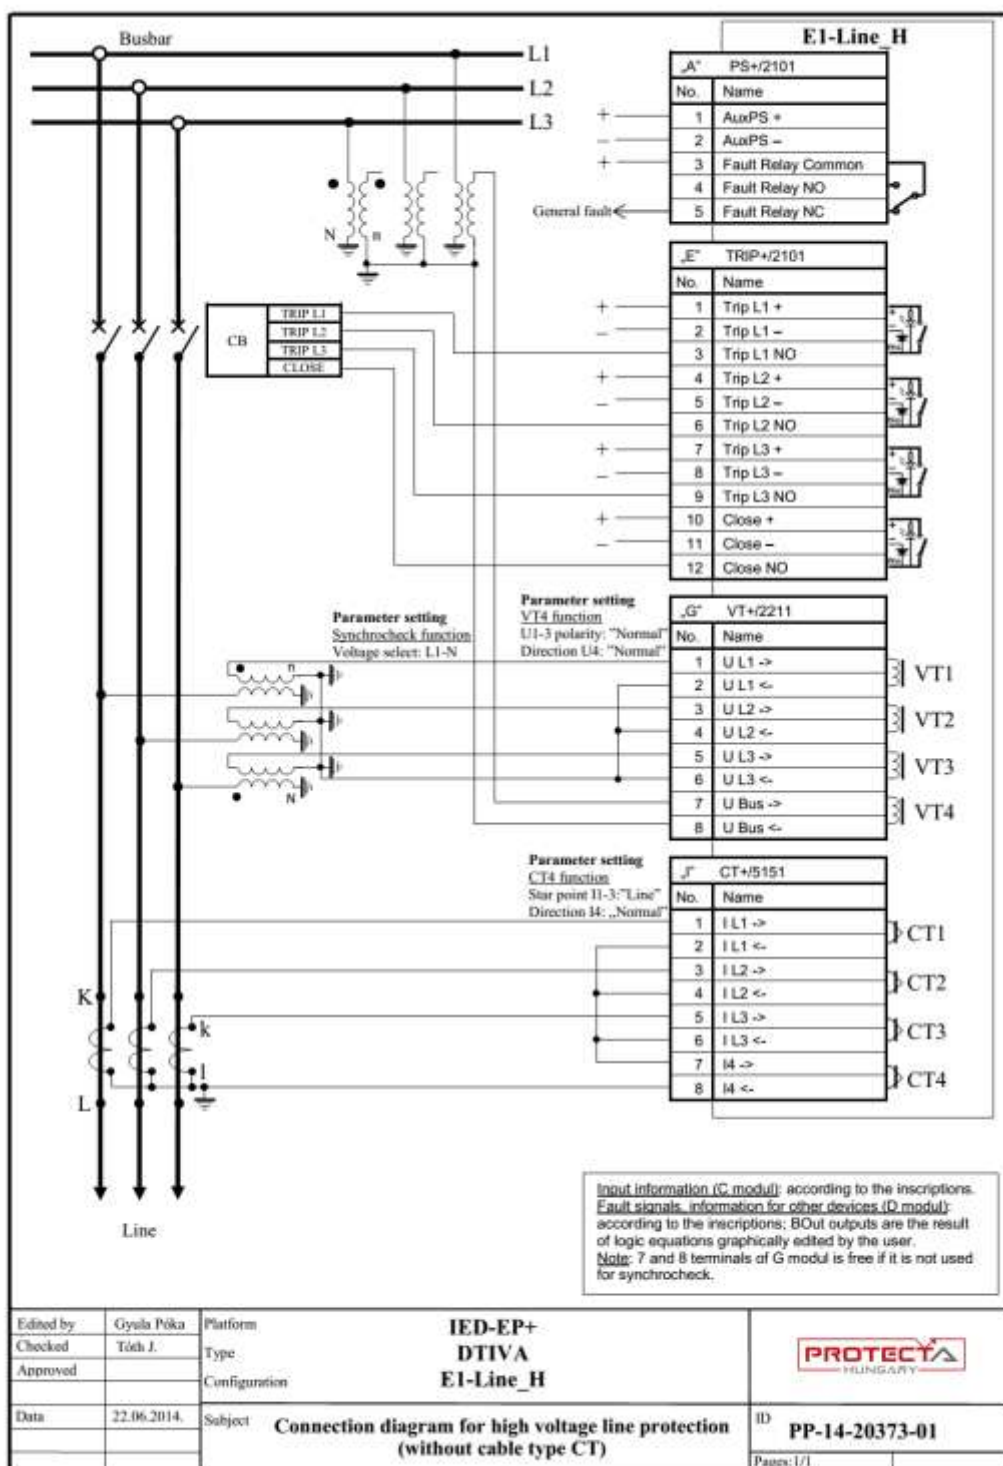 Busbar
L1
L2
L3
E1-Line_H
„A" PS+/2101
No. Name
+ 1 AuxPS +
− 2 AuxPS −
+ 3 Fault Relay Common
4 Fault Relay NO
General fault 5 Fault Relay NC
N n
„E" TRIP+/2101
No. Name
+ 1 Trip L1 +
− 2 Trip L1 −
3 Trip L1 NO
+ 4 Trip L2 +
− 5 Trip L2 −
6 Trip L2 NO
+ 7 Trip L3 +
− 8 Trip L3 −
9 Trip L3 NO
+ 10 Close +
− 11 Close −
12 Close NO
CB
TRIP L1
TRIP L2
TRIP L3
CLOSE
Parameter setting
Synchrocheck function
Voltage select: L1-N
Parameter setting
VT4 function
U1-3 polarity: "Normal"
Direction U4: "Normal"
„G" VT+/2211
No. Name
1 U L1 ->
2 U L1 <-
3 U L2 ->
4 U L2 <-
5 U L3 ->
6 U L3 <-
7 U Bus ->
8 U Bus <-
VT1
VT2
VT3
VT4
n
N
Parameter setting
CT4 function
Star point I1-3:"Line"
Direction I4: „Normal"
„J" CT+/5151
No. Name
1 I L1 ->
2 I L1 <-
3 I L2 ->
4 I L2 <-
5 I L3 ->
6 I L3 <-
7 I4 ->
8 I4 <-
CT1
CT2
CT3
CT4
K
k
l
L
Line
Input information (C modul): according to the inscriptions.
Fault signals, information for other devices (D modul):
according to the inscriptions; BOut outputs are the result
of logic equations graphically edited by the user.
Note: 7 and 8 terminals of G modul is free if it is not used
for synchrocheck.
Edited by Gyula Póka
Checked Tóth J.
Approved
Data 22.06.2014.
Platform IED-EP+
Type DTIVA
Configuration E1-Line_H
Subject Connection diagram for high voltage line protection
(without cable type CT)
PROTECTA
HUNGARY
ID PP-14-20373-01
Pages:1/1